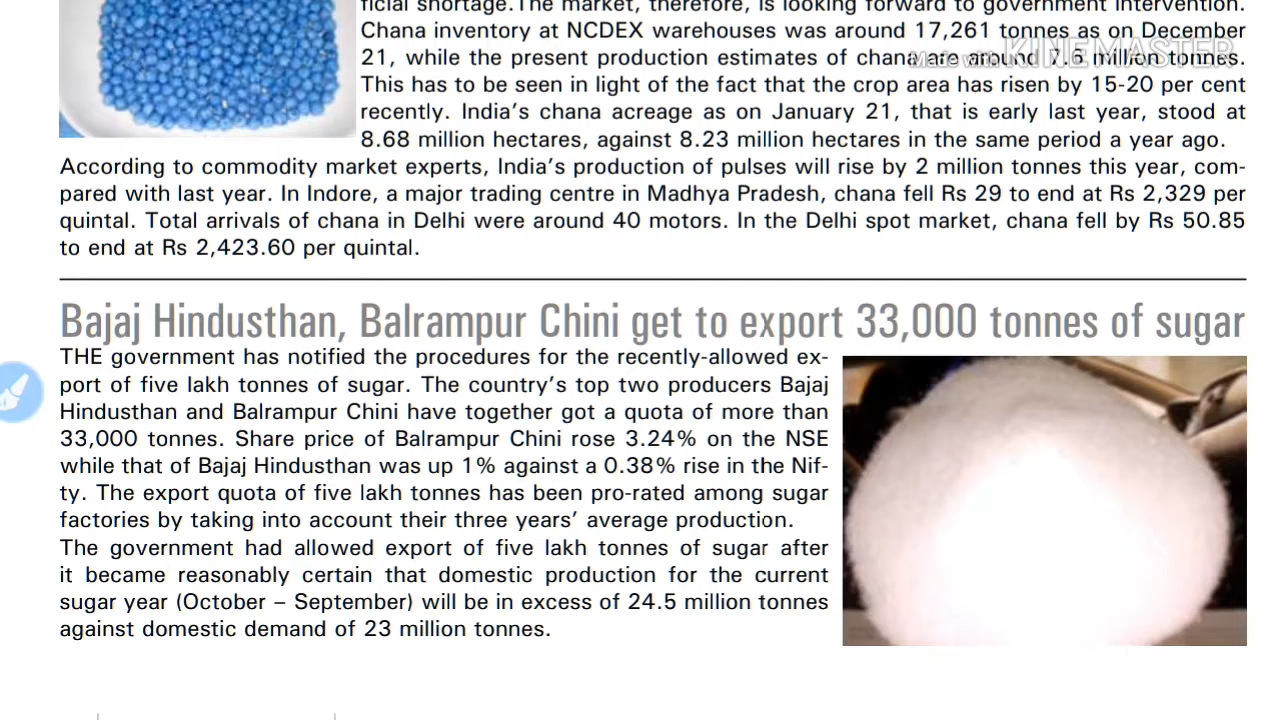 ficial shortage.The market, therefore, is looking forward to government intervention.
Chana inventory at NCDEX warehouses was around 17,261 tonnes as on December
21, while the present production estimates of chana are around 7.6 million tonnes.
Made with KINEMASTER
This has to be seen in light of the fact that the crop area has risen by 15-20 per cent
recently. India's chana acreage as on January 21, that is early last year, stood at
8.68 million hectares, against 8.23 million hectares in the same period a year ago.
According to commodity market experts, India's production of pulses will rise by 2 million tonnes this year, com-
pared with last year. In Indore, a major trading centre in Madhya Pradesh, chana fell Rs 29 to end at Rs 2,329 per
quintal. Total arrivals of chana in Delhi were around 40 motors. In the Delhi spot market, chana fell by Rs 50.85
to end at Rs 2,423.60 per quintal.
Bajaj Hindusthan, Balrampur Chini get to export 33,000 tonnes of sugar
THE government has notified the procedures for the recently-allowed ex-
port of five lakh tonnes of sugar. The country's top two producers Bajaj
Hindusthan and Balrampur Chini have together got a quota of more than
33,000 tonnes. Share price of Balrampur Chini rose 3.24% on the NSE
while that of Bajaj Hindusthan was up 1% against a 0.38% rise in the Nif-
ty. The export quota of five lakh tonnes has been pro-rated among sugar
factories by taking into account their three years' average production.
The government had allowed export of five lakh tonnes of sugar after
it became reasonably certain that domestic production for the current
sugar year (October – September) will be in excess of 24.5 million tonnes
against domestic demand of 23 million tonnes.